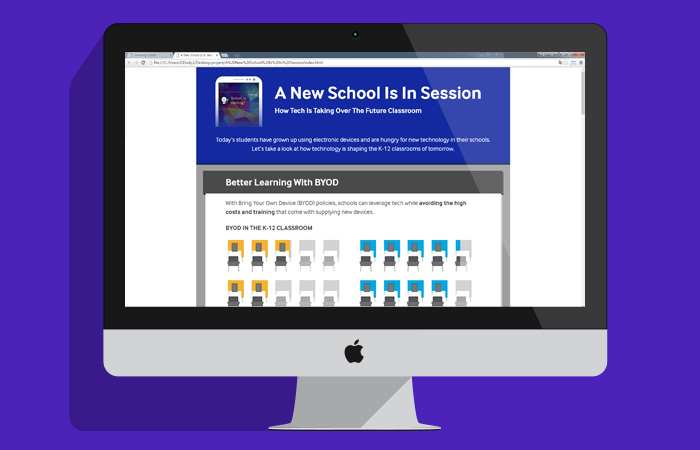 A New School Is In Session
How Tech Is Taking Over The Future Classroom
Today's students have grown up using electronic devices and are hungry for new technology in their schools.
Let's take a look at how technology is shaping the K-12 classrooms of tomorrow.
Better Learning With BYOD
With Bring Your Own Device (BYOD) policies, schools can leverage tech while avoiding the high
costs and training that come with supplying new devices.
BYOD IN THE K-12 CLASSROOM